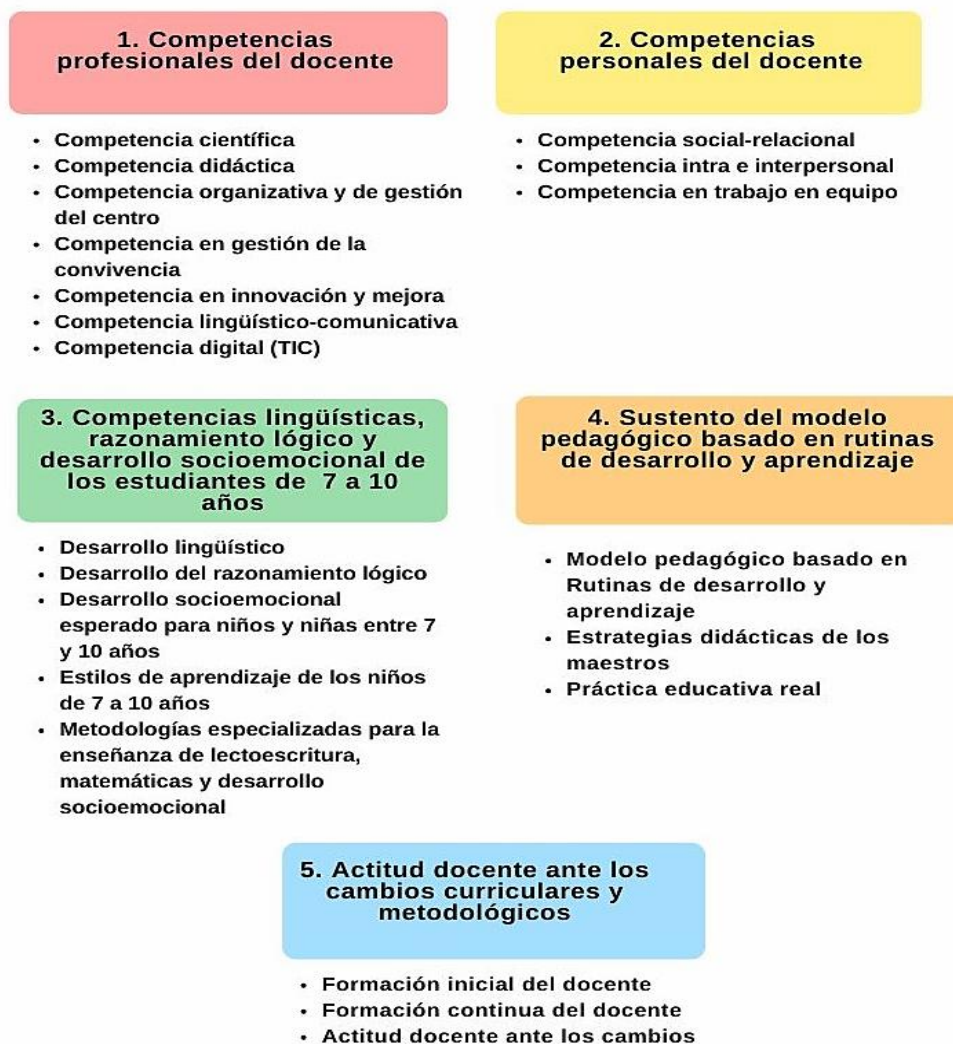 1. Competencias
profesionales del docente
• Competencia científica
• Competencia didáctica
• Competencia organizativa y de gestión
del centro
• Competencia en gestión de la
convivencia
• Competencia en innovación y mejora
• Competencia lingüístico-comunicativa
• Competencia digital (TIC)
2. Competencias
personales del docente
• Competencia social-relacional
• Competencia intra e interpersonal
• Competencia en trabajo en equipo
3. Competencias lingüísticas,
razonamiento lógico y
desarrollo socioemocional de
los estudiantes de 7 a 10
años
• Desarrollo lingüístico
• Desarrollo del razonamiento lógico
• Desarrollo socioemocional
esperado para niños y niñas entre 7
y 10 años
• Estilos de aprendizaje de los niños
de 7 a 10 años
• Metodologías especializadas para la
enseñanza de lectoescritura,
matemáticas y desarrollo
socioemocional
4. Sustento del modelo
pedagógico basado en rutinas
de desarrollo y aprendizaje
• Modelo pedagógico basado en
Rutinas de desarrollo y
aprendizaje
• Estrategias didácticas de los
maestros
• Práctica educativa real
5. Actitud docente ante los
cambios curriculares y
metodológicos
• Formación inicial del docente
• Formación continua del docente
• Actitud docente ante los cambios